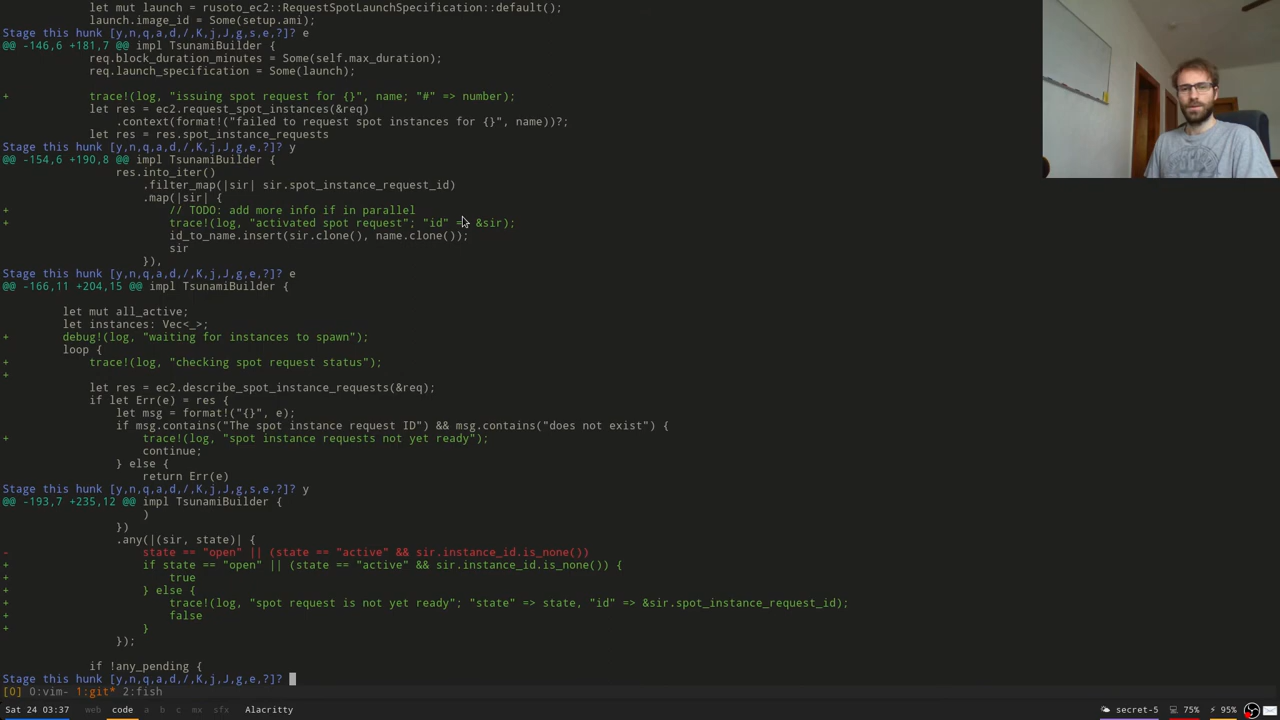 let mut launch = rusoto_ec2::RequestSpotLaunchSpecification::default();
            launch.image_id = Some(setup.ami);
Stage this hunk [y,n,q,a,d,/,K,j,J,g,s,e,?]? e
@@ -146,6 +181,7 @@ impl TsunamiBuilder {
             req.block_duration_minutes = Some(self.max_duration);
             req.launch_specification = Some(launch);

+            trace!(log, "issuing spot request for {}", name; "#" => number);
             let res = ec2.request_spot_instances(&req)
                 .context(format!("failed to request spot instances for {}", name))?;
             let res = res.spot_instance_requests
Stage this hunk [y,n,q,a,d,/,K,j,J,g,e,?]? y
@@ -154,6 +190,8 @@ impl TsunamiBuilder {
                 res.into_iter()
                     .filter_map(|sir| sir.spot_instance_request_id)
                     .map(|sir| {
+                        // TODO: add more info if in parallel
+                        trace!(log, "activated spot request"; "id" => &sir);
                         id_to_name.insert(sir.clone(), name.clone());
                         sir
                     }),
Stage this hunk [y,n,q,a,d,/,K,j,J,g,e,?]? e
@@ -166,11 +204,15 @@ impl TsunamiBuilder {

         let mut all_active;
         let instances: Vec<_>;
+        debug!(log, "waiting for instances to spawn");
         loop {
+            trace!(log, "checking spot request status");
+
             let res = ec2.describe_spot_instance_requests(&req);
             if let Err(e) = res {
                 let msg = format!("{}", e);
                 if msg.contains("The spot instance request ID") && msg.contains("does not exist") {
+                    trace!(log, "spot instance requests not yet ready");
                     continue;
                 } else {
                     return Err(e)
Stage this hunk [y,n,q,a,d,/,K,j,J,g,s,e,?]? y
@@ -193,7 +235,12 @@ impl TsunamiBuilder {
                     )
                 })
                 .any(|(sir, state)| {
-                    state == "open" || (state == "active" && sir.instance_id.is_none())
+                    if state == "open" || (state == "active" && sir.instance_id.is_none()) {
+                        true
+                    } else {
+                        trace!(log, "spot request is not yet ready"; "state" => state, "id" => &sir.spot_instance_request_id);
+                        false
+                    }
                 });

             if !any_pending {
Stage this hunk [y,n,q,a,d,/,K,j,J,g,e,?]?
[0] 0:vim- 1:git* 2:fish
Sat 24 03:37 web code a b c mx sfx Alacritty secret-5 75% 95%